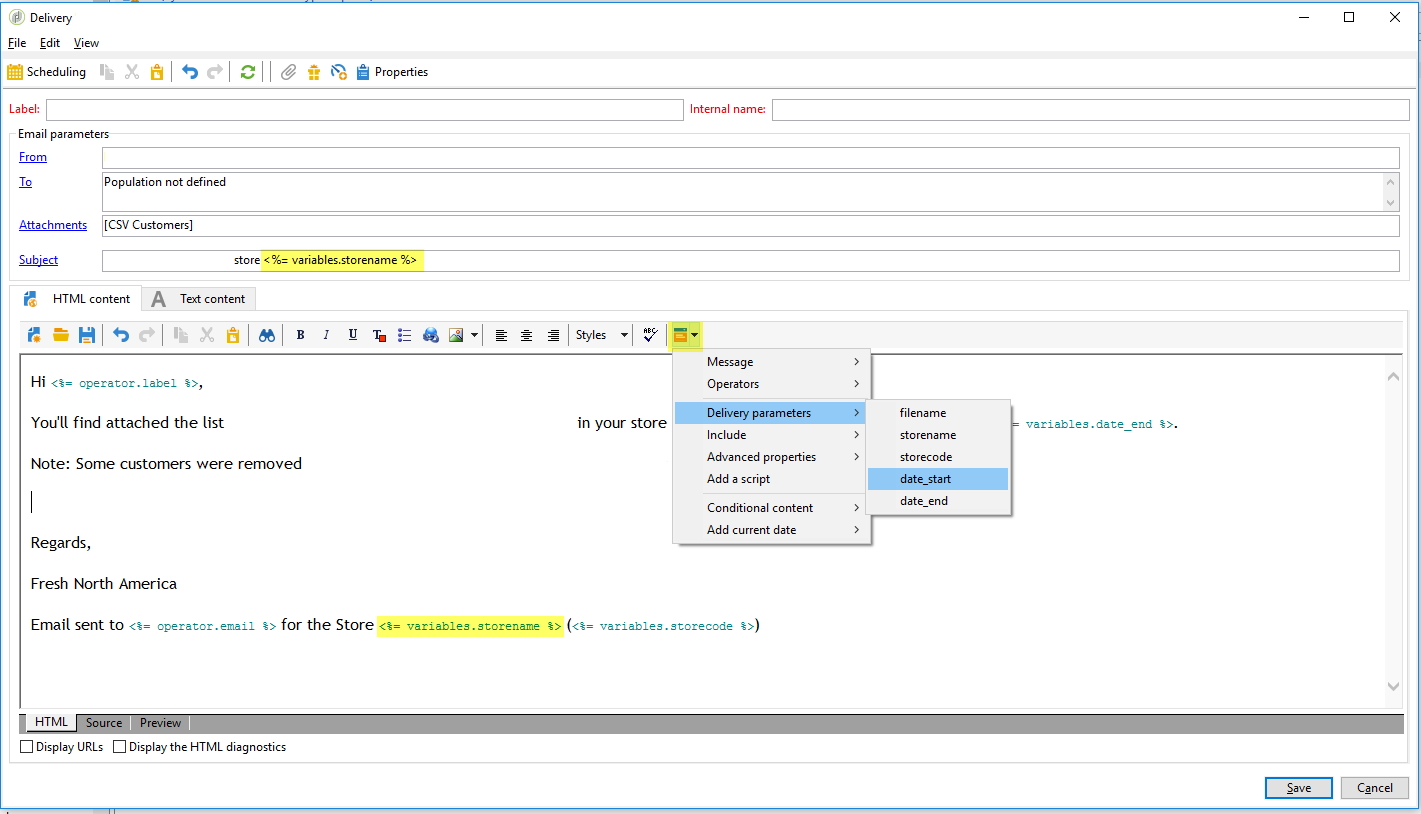 Delivery
File Edit View
Scheduling Properties
Label: Internal name:
Email parameters
From
To Population not defined
Attachments [CSV Customers]
Subject store <%= variables.storename %>
HTML content A Text content
B I U T Styles ABC
Hi <%= operator.label %>,
You'll find attached the list in your store = variables.date_end %>.
Note: Some customers were removed
Regards,
Fresh North America
Email sent to <%= operator.email %> for the Store <%= variables.storename %> (<%= variables.storecode %>)
Message
Operators
Delivery parameters
Include
Advanced properties
Add a script
Conditional content
Add current date
filename
storename
storecode
date_start
date_end
HTML Source Preview
Display URLs Display the HTML diagnostics
Save Cancel